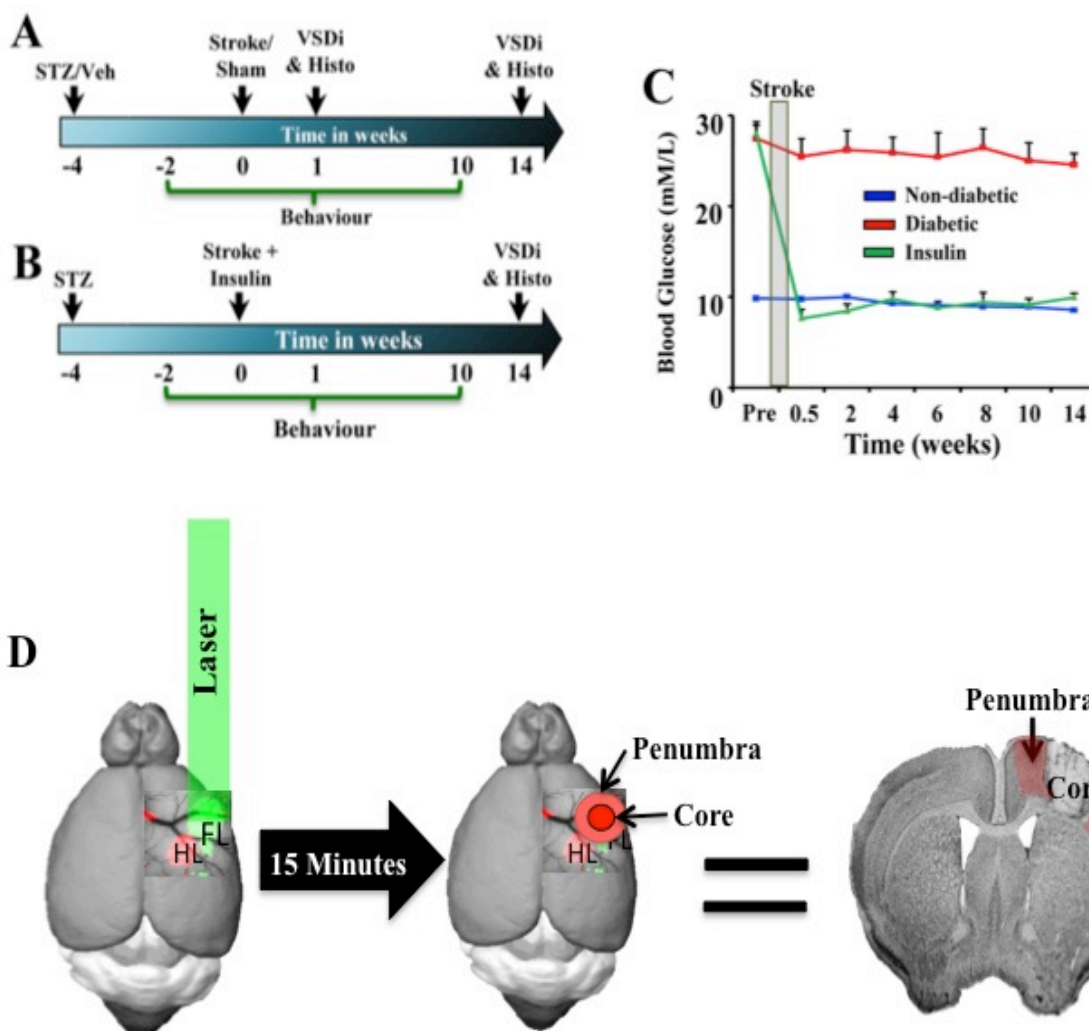 A
STZ/Veh
Stroke/
Sham
VSDi
& Histo
VSDi
& Histo
Time in weeks
-4
-2
0
1
10
14
Behaviour
B
STZ
Stroke +
Insulin
VSDi
& Histo
Time in weeks
-4
-2
0
1
10
14
Behaviour
C
Stroke
Blood Glucose (mM/L)
30
20
10
0
Non-diabetic
Diabetic
Insulin
Pre 0.5 2 4 6 8 10 14
Time (weeks)
D
Laser
FL
HL
15 Minutes
Penumbra
Core
HL
Penumbra